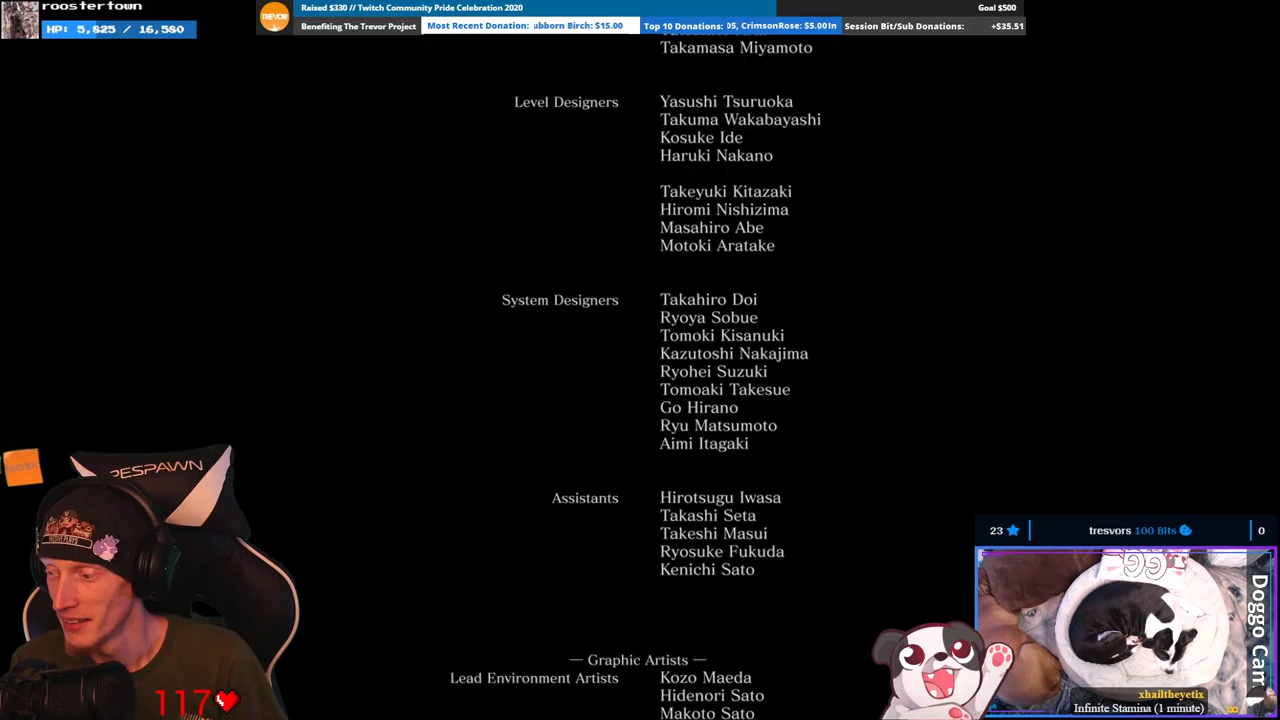 roostertown
HP: 5,825 / 16,580
Raised $330 // Twitch Community Pride Celebration 2020
Goal $500
TREVOR
Benefiting The Trevor Project
Most Recent Donation: ubborn Birch: $15.00
Top 10 Donations: 05, CrimsonRose: $5.00
Session Bit/Sub Donations: +$35.51
Takamasa Miyamoto
Level Designers
Yasushi Tsuruoka
Takuma Wakabayashi
Kosuke Ide
Haruki Nakano
Takeyuki Kitazaki
Hiromi Nishizima
Masahiro Abe
Motoki Aratake
System Designers
Takahiro Doi
Ryoya Sobue
Tomoki Kisanuki
Kazutoshi Nakajima
Ryohei Suzuki
Tomoaki Takesue
Go Hirano
Ryu Matsumoto
Aimi Itagaki
Assistants
Hirotsugu Iwasa
Takashi Seta
Takeshi Masui
Ryosuke Fukuda
Kenichi Sato
— Graphic Artists —
Lead Environment Artists
Kozo Maeda
Hidenori Sato
Makoto Sato
RESPAWN
117
23
tresvors 100 Bits
0
GG
Doggo Cam
xhailtheyetix
Infinite Stamina (1 minute)